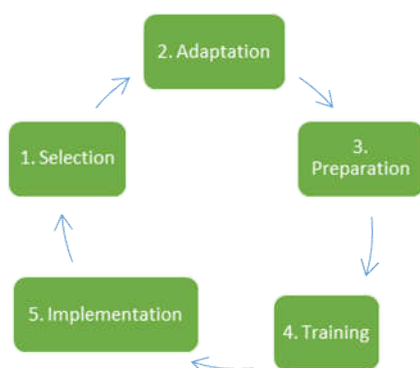 1. Selection
2. Adaptation
3.
Preparation
4. Training
5. Implementation